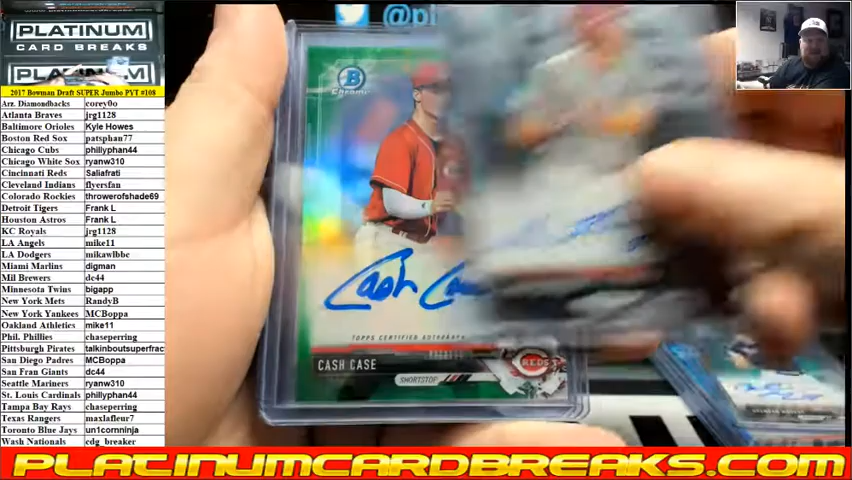 PLATINUM
CARD BREAKS
2017 Bowman Draft SUPER Jumbo PYT #108
Arz. Diamondbacks corey0o
Atlanta Braves jrg1128
Baltimore Orioles Kyle Howes
Boston Red Sox patsphan77
Chicago Cubs phillyphan44
Chicago White Sox ryanw310
Cincinnati Reds Saliafrati
Cleveland Indians flyersfan
Colorado Rockies throwerofshade69
Detroit Tigers Frank L
Houston Astros Frank L
KC Royals jrg1128
LA Angels mike11
LA Dodgers mikawlbbc
Miami Marlins digman
Mil Brewers dc44
Minnesota Twins bigapp
New York Mets RandyB
New York Yankees MCBoppa
Oakland Athletics mike11
Phil. Phillies chaseperring
Pittsburgh Pirates talkinboutsuperfrac
San Diego Padres MCBoppa
San Fran Giants dc44
Seattle Mariners ryanw310
St. Louis Cardinals phillyphan44
Tampa Bay Rays chaseperring
Texas Rangers maxlafleur7
Toronto Blue Jays un1cornninja
Wash Nationals cdg_breaker
@pl
B
Chrome
Cash
TOPPS CERTIFIED AUTOGRAPH
CASH CASE
SHORTSTOP
REDS
PLATINUMCARDBREAKS.COM